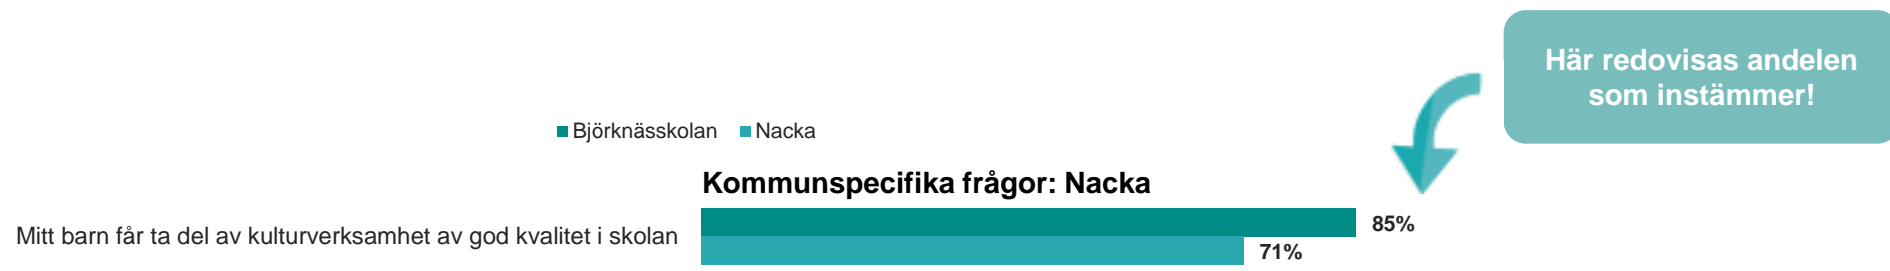 Här redovisas andelen
som instämmer!
Björknässkolan Nacka
Kommunspecifika frågor: Nacka
Mitt barn får ta del av kulturverksamhet av god kvalitet i skolan
85%
71%